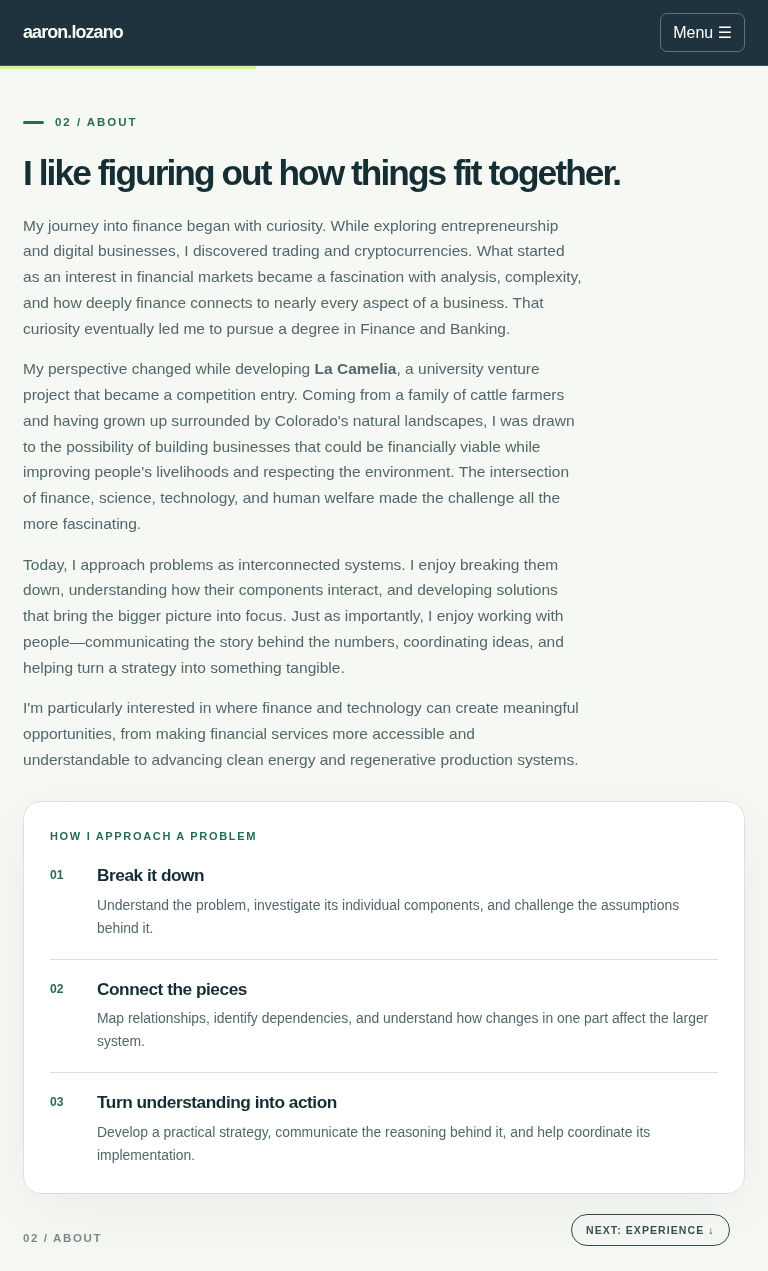 aaron.lozano
Menu ☰
02 / ABOUT
I like figuring out how things fit together.
My journey into finance began with curiosity. While exploring entrepreneurship
and digital businesses, I discovered trading and cryptocurrencies. What started
as an interest in financial markets became a fascination with analysis, complexity,
and how deeply finance connects to nearly every aspect of a business. That
curiosity eventually led me to pursue a degree in Finance and Banking.
My perspective changed while developing La Camelia, a university venture
project that became a competition entry. Coming from a family of cattle farmers
and having grown up surrounded by Colorado's natural landscapes, I was drawn
to the possibility of building businesses that could be financially viable while
improving people's livelihoods and respecting the environment. The intersection
of finance, science, technology, and human welfare made the challenge all the
more fascinating.
Today, I approach problems as interconnected systems. I enjoy breaking them
down, understanding how their components interact, and developing solutions
that bring the bigger picture into focus. Just as importantly, I enjoy working with
people—communicating the story behind the numbers, coordinating ideas, and
helping turn a strategy into something tangible.
I'm particularly interested in where finance and technology can create meaningful
opportunities, from making financial services more accessible and
understandable to advancing clean energy and regenerative production systems.
HOW I APPROACH A PROBLEM
01
Break it down
Understand the problem, investigate its individual components, and challenge the assumptions
behind it.
02
Connect the pieces
Map relationships, identify dependencies, and understand how changes in one part affect the larger
system.
03
Turn understanding into action
Develop a practical strategy, communicate the reasoning behind it, and help coordinate its
implementation.
02 / ABOUT
NEXT: EXPERIENCE ↓